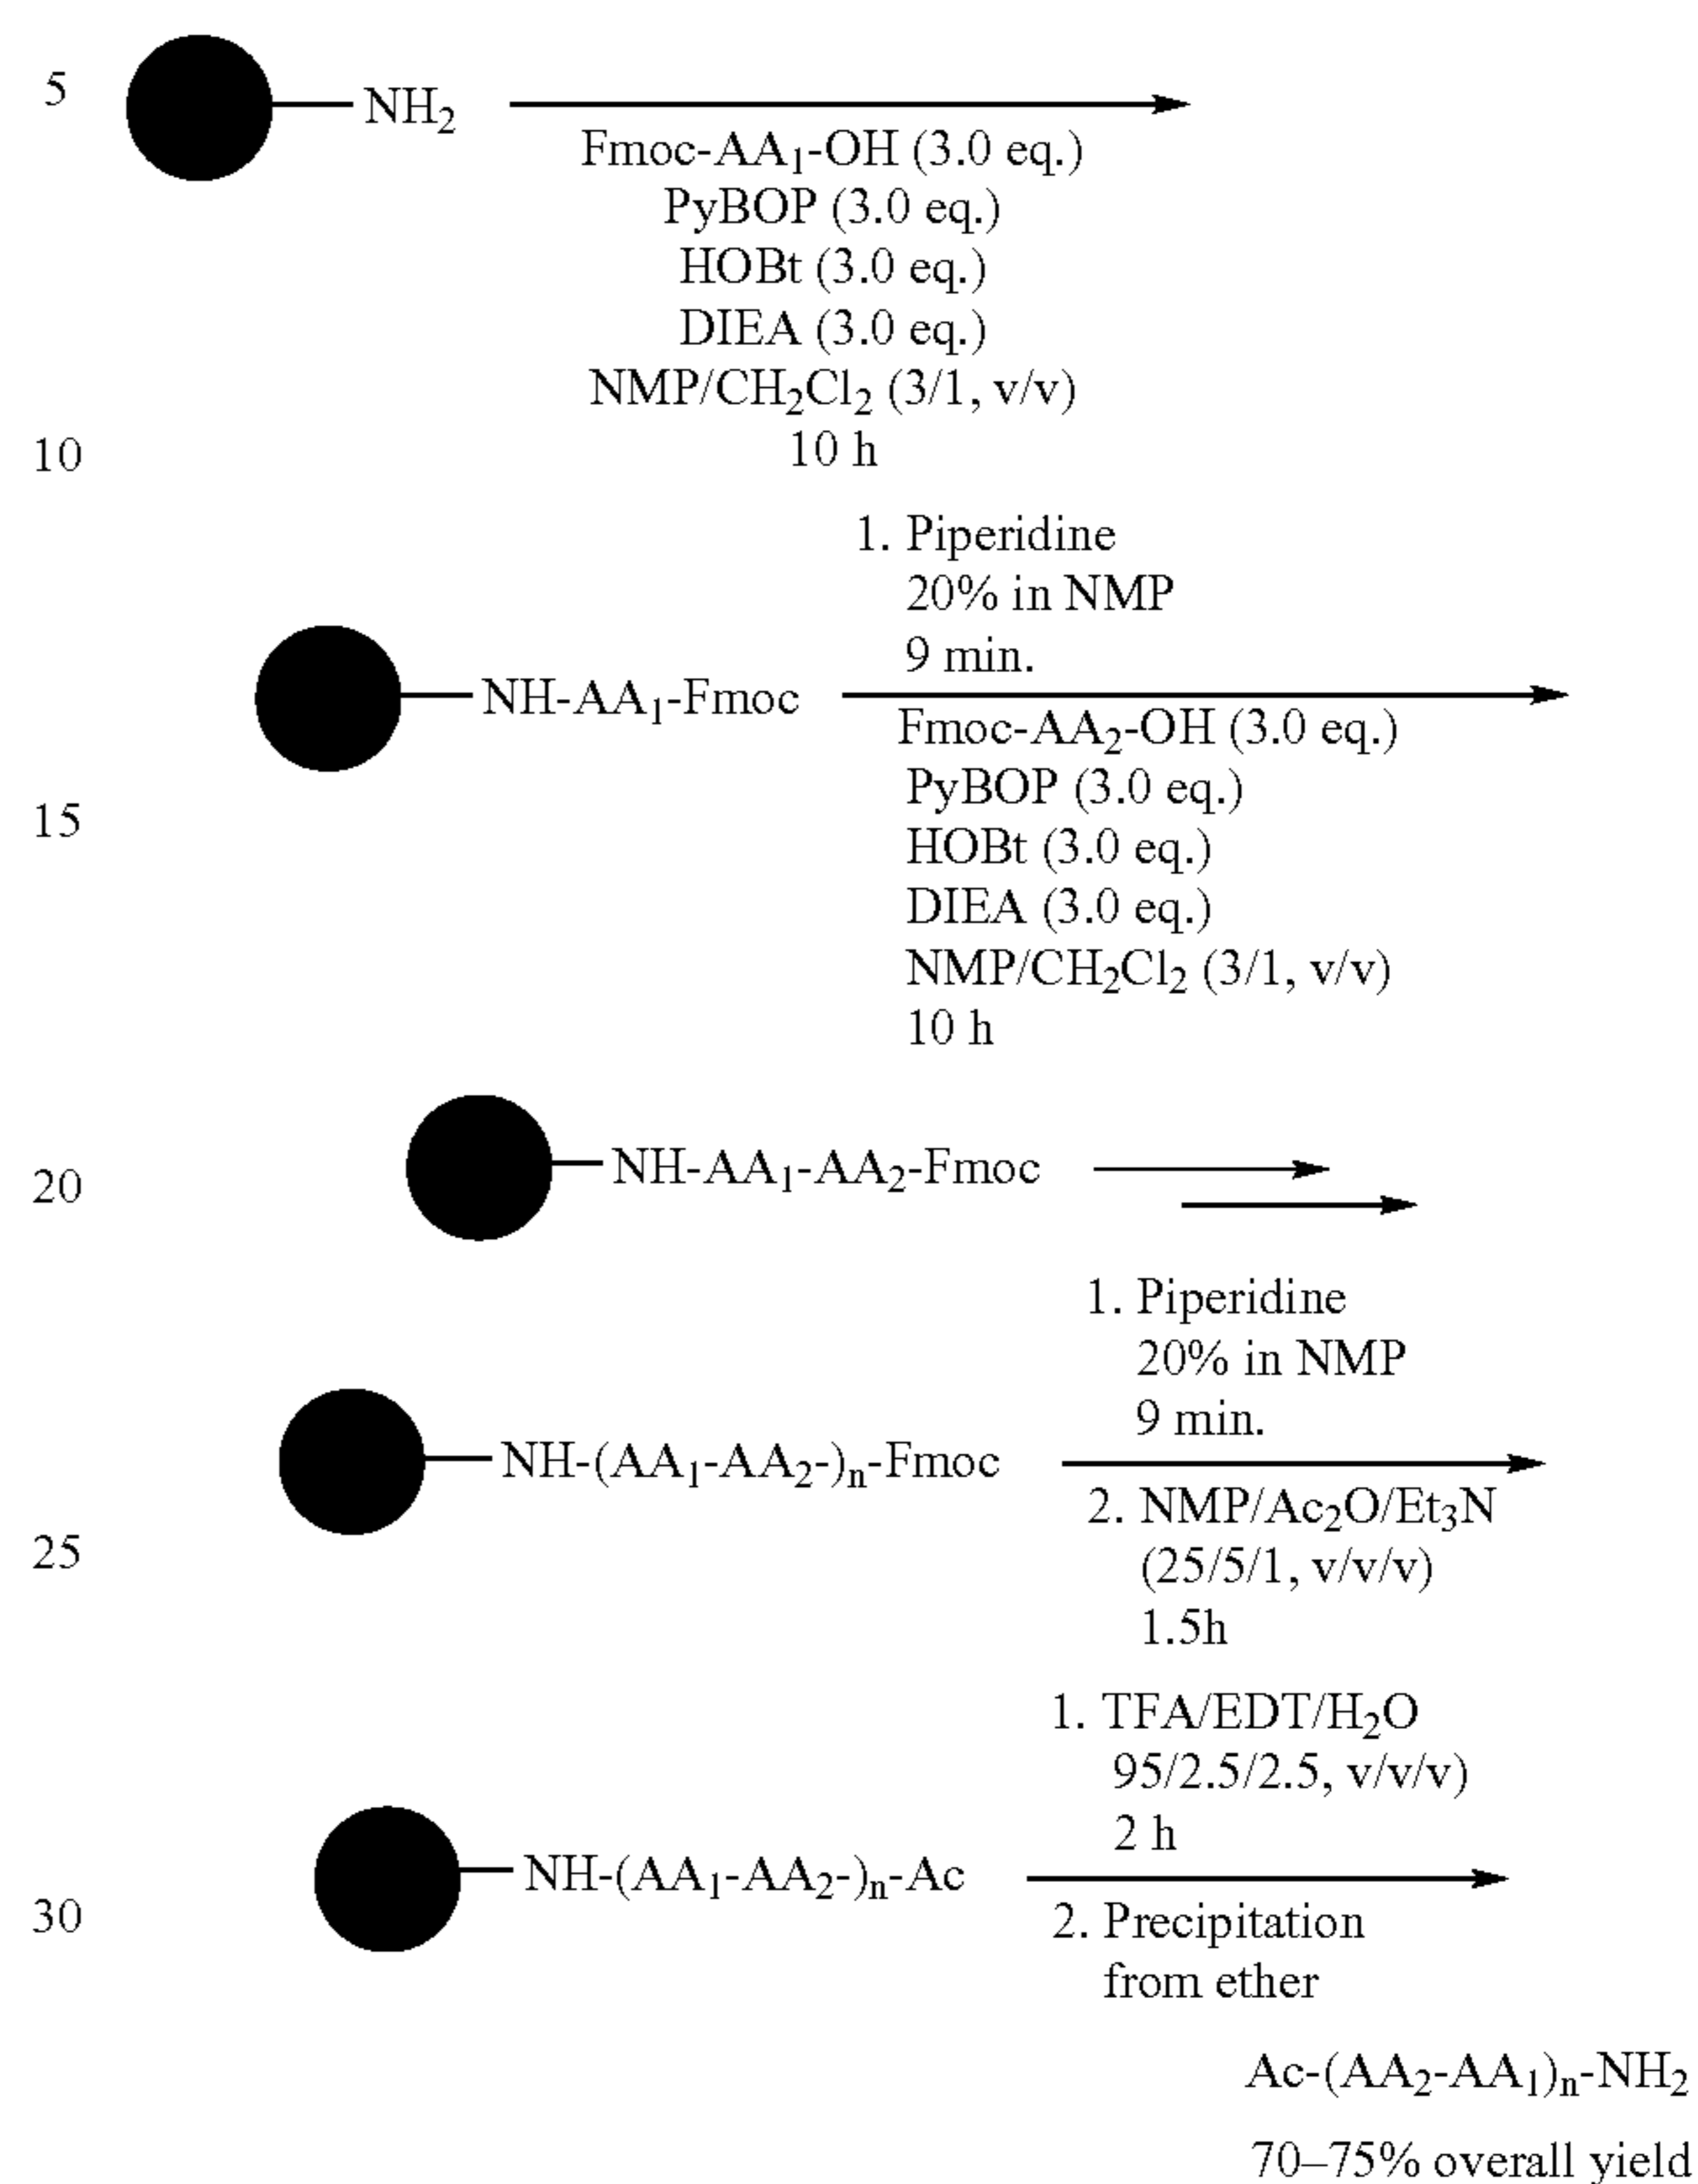 5
NH2
Fmoc-AA1-OH (3.0 eq.)
PyBOP (3.0 eq.)
HOBt (3.0 eq.)
DIEA (3.0 eq.)
NMP/CH2Cl2 (3/1, v/v)
10 h
10
1. Piperidine
20% in NMP
9 min.
NH-AA1-Fmoc
Fmoc-AA2-OH (3.0 eq.)
PyBOP (3.0 eq.)
15
HOBt (3.0 eq.)
DIEA (3.0 eq.)
NMP/CH2Cl2 (3/1, v/v)
10 h
NH-AA1-AA2-Fmoc
20
1. Piperidine
20% in NMP
9 min.
NH-(AA1-AA2-)n-Fmoc
2. NMP/Ac2O/Et3N
(25/5/1, v/v/v)
1.5h
25
1. TFA/EDT/H2O
95/2.5/2.5, v/v/v)
2 h
NH-(AA1-AA2-)n-Ac
30
2. Precipitation
from ether
Ac-(AA2-AA1)n-NH2
70–75% overall yield